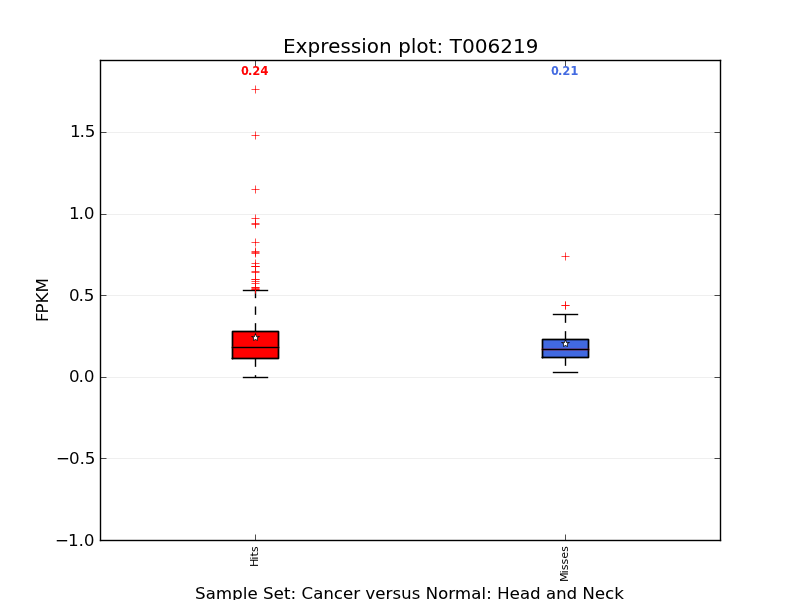 Expression plot: T006219
0.24
0.21
1.5
1.0
0.5
0.0
−0.5
−1.0
FPKM
Hits
Misses
Sample Set: Cancer versus Normal: Head and Neck